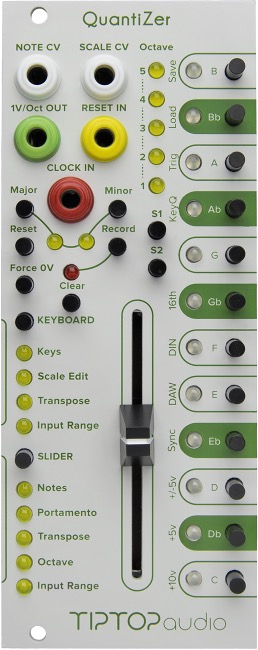 QuantiZer
NOTE CV
SCALE CV
Octave
5
4
3
2
1
1V/Oct OUT
RESET IN
CLOCK IN
Major
Minor
Reset
Record
Force 0V
Clear
S1
S2
KEYBOARD
Keys
Scale Edit
Transpose
Input Range
SLIDER
Notes
Portamento
Transpose
Octave
Input Range
Save
B
Load
Bb
Trig
A
KeyQ
Ab
G
16th
Gb
DIN
F
DAW
E
Sync
Eb
+/-5v
D
+5v
Db
+10v
C
TIPTOPaudio